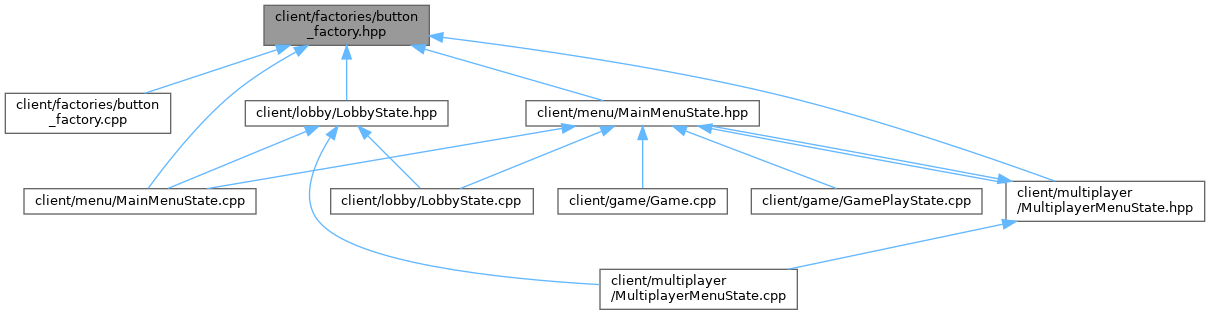 client/factories/button
_factory.hpp
client/factories/button
_factory.cpp
client/lobby/LobbyState.hpp
client/menu/MainMenuState.hpp
client/menu/MainMenuState.cpp
client/lobby/LobbyState.cpp
client/game/Game.cpp
client/game/GamePlayState.cpp
client/multiplayer
/MultiplayerMenuState.hpp
client/multiplayer
/MultiplayerMenuState.cpp